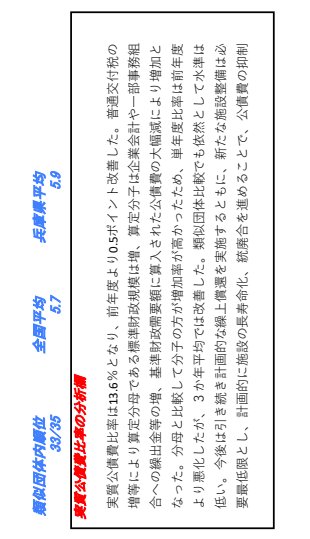 類似団体内順位 全国平均 兵庫県平均
33/35 5.7 5.9
実質公債費比率の分析欄
実質公債費比率は13.6%となり、前年度より0.5ポイント改善した。普通交付税の
増等により算定分母である標準財政規模は増、算定分子は企業会計や一部事務組
合への繰出金等の増、基準財政需要額に算入された公債費の大幅減により増加と
なった。分母と比較して分子の方が増加率が高かったため、単年度比率は前年度
より悪化したが、3か年平均では改善した。類似団体比較でも依然として水準は
低い。今後は引き続き計画的な繰上償還を実施するともに、新たな施設整備は必
要最低限とし、計画的に施設の長寿命化、統廃合を進めることで、公債費の抑制